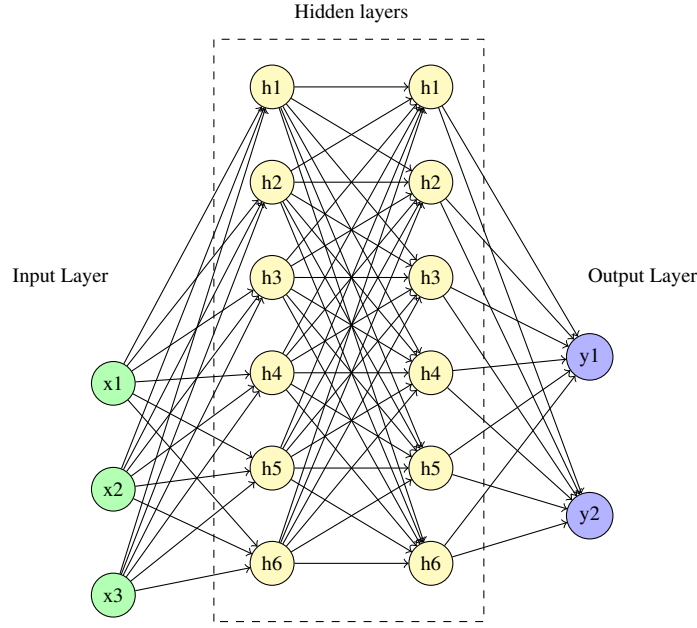 Hidden layers
h1 h1
h2 h2
Input Layer Output Layer
h3 h3
y1
x1 h4 h4
h5 h5
x2
y2
h6 h6
x3